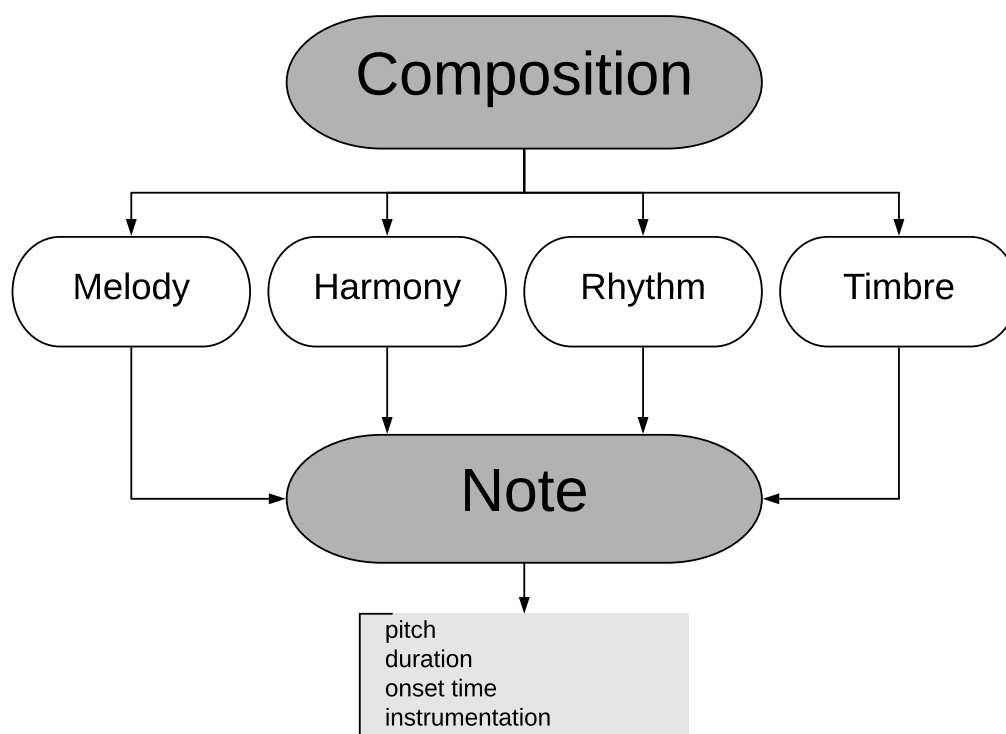 Composition
Melody
Harmony
Rhythm
Timbre
Note
pitch
duration
onset time
instrumentation